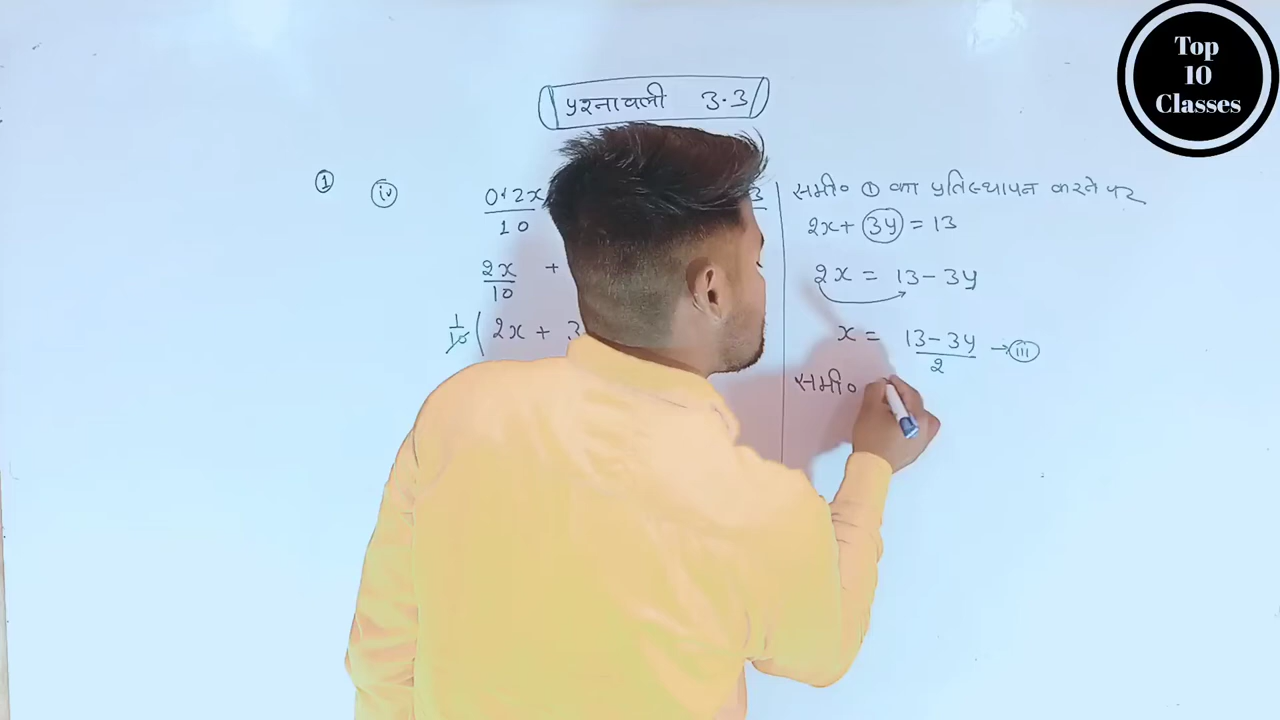 Top
10
Classes
प्रश्नावली 3.3
① (iv)
0.2x 3
10
2x/10 +
1/10 ( 2x + 3
समी० ① का प्रतिस्थापन करने पर
2x + 3y = 13
2x = 13 - 3y
x = 13 - 3y / 2 → (iii)
समी०